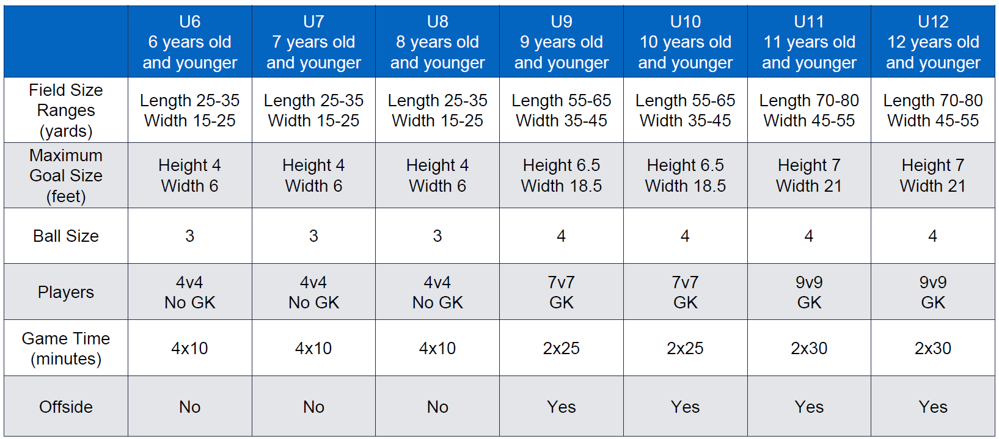 U6
6 years old
and younger
U7
7 years old
and younger
U8
8 years old
and younger
U9
9 years old
and younger
U10
10 years old
and younger
U11
11 years old
and younger
U12
12 years old
and younger
Field Size
Ranges
(yards)
Length 25-35
Width 15-25
Length 25-35
Width 15-25
Length 25-35
Width 15-25
Length 55-65
Width 35-45
Length 55-65
Width 35-45
Length 70-80
Width 45-55
Length 70-80
Width 45-55
Maximum
Goal Size
(feet)
Height 4
Width 6
Height 4
Width 6
Height 4
Width 6
Height 6.5
Width 18.5
Height 6.5
Width 18.5
Height 7
Width 21
Height 7
Width 21
Ball Size
3
3
3
4
4
4
4
Players
4v4
No GK
4v4
No GK
4v4
No GK
7v7
GK
7v7
GK
9v9
GK
9v9
GK
Game Time
(minutes)
4x10
4x10
4x10
2x25
2x25
2x30
2x30
Offside
No
No
No
Yes
Yes
Yes
Yes